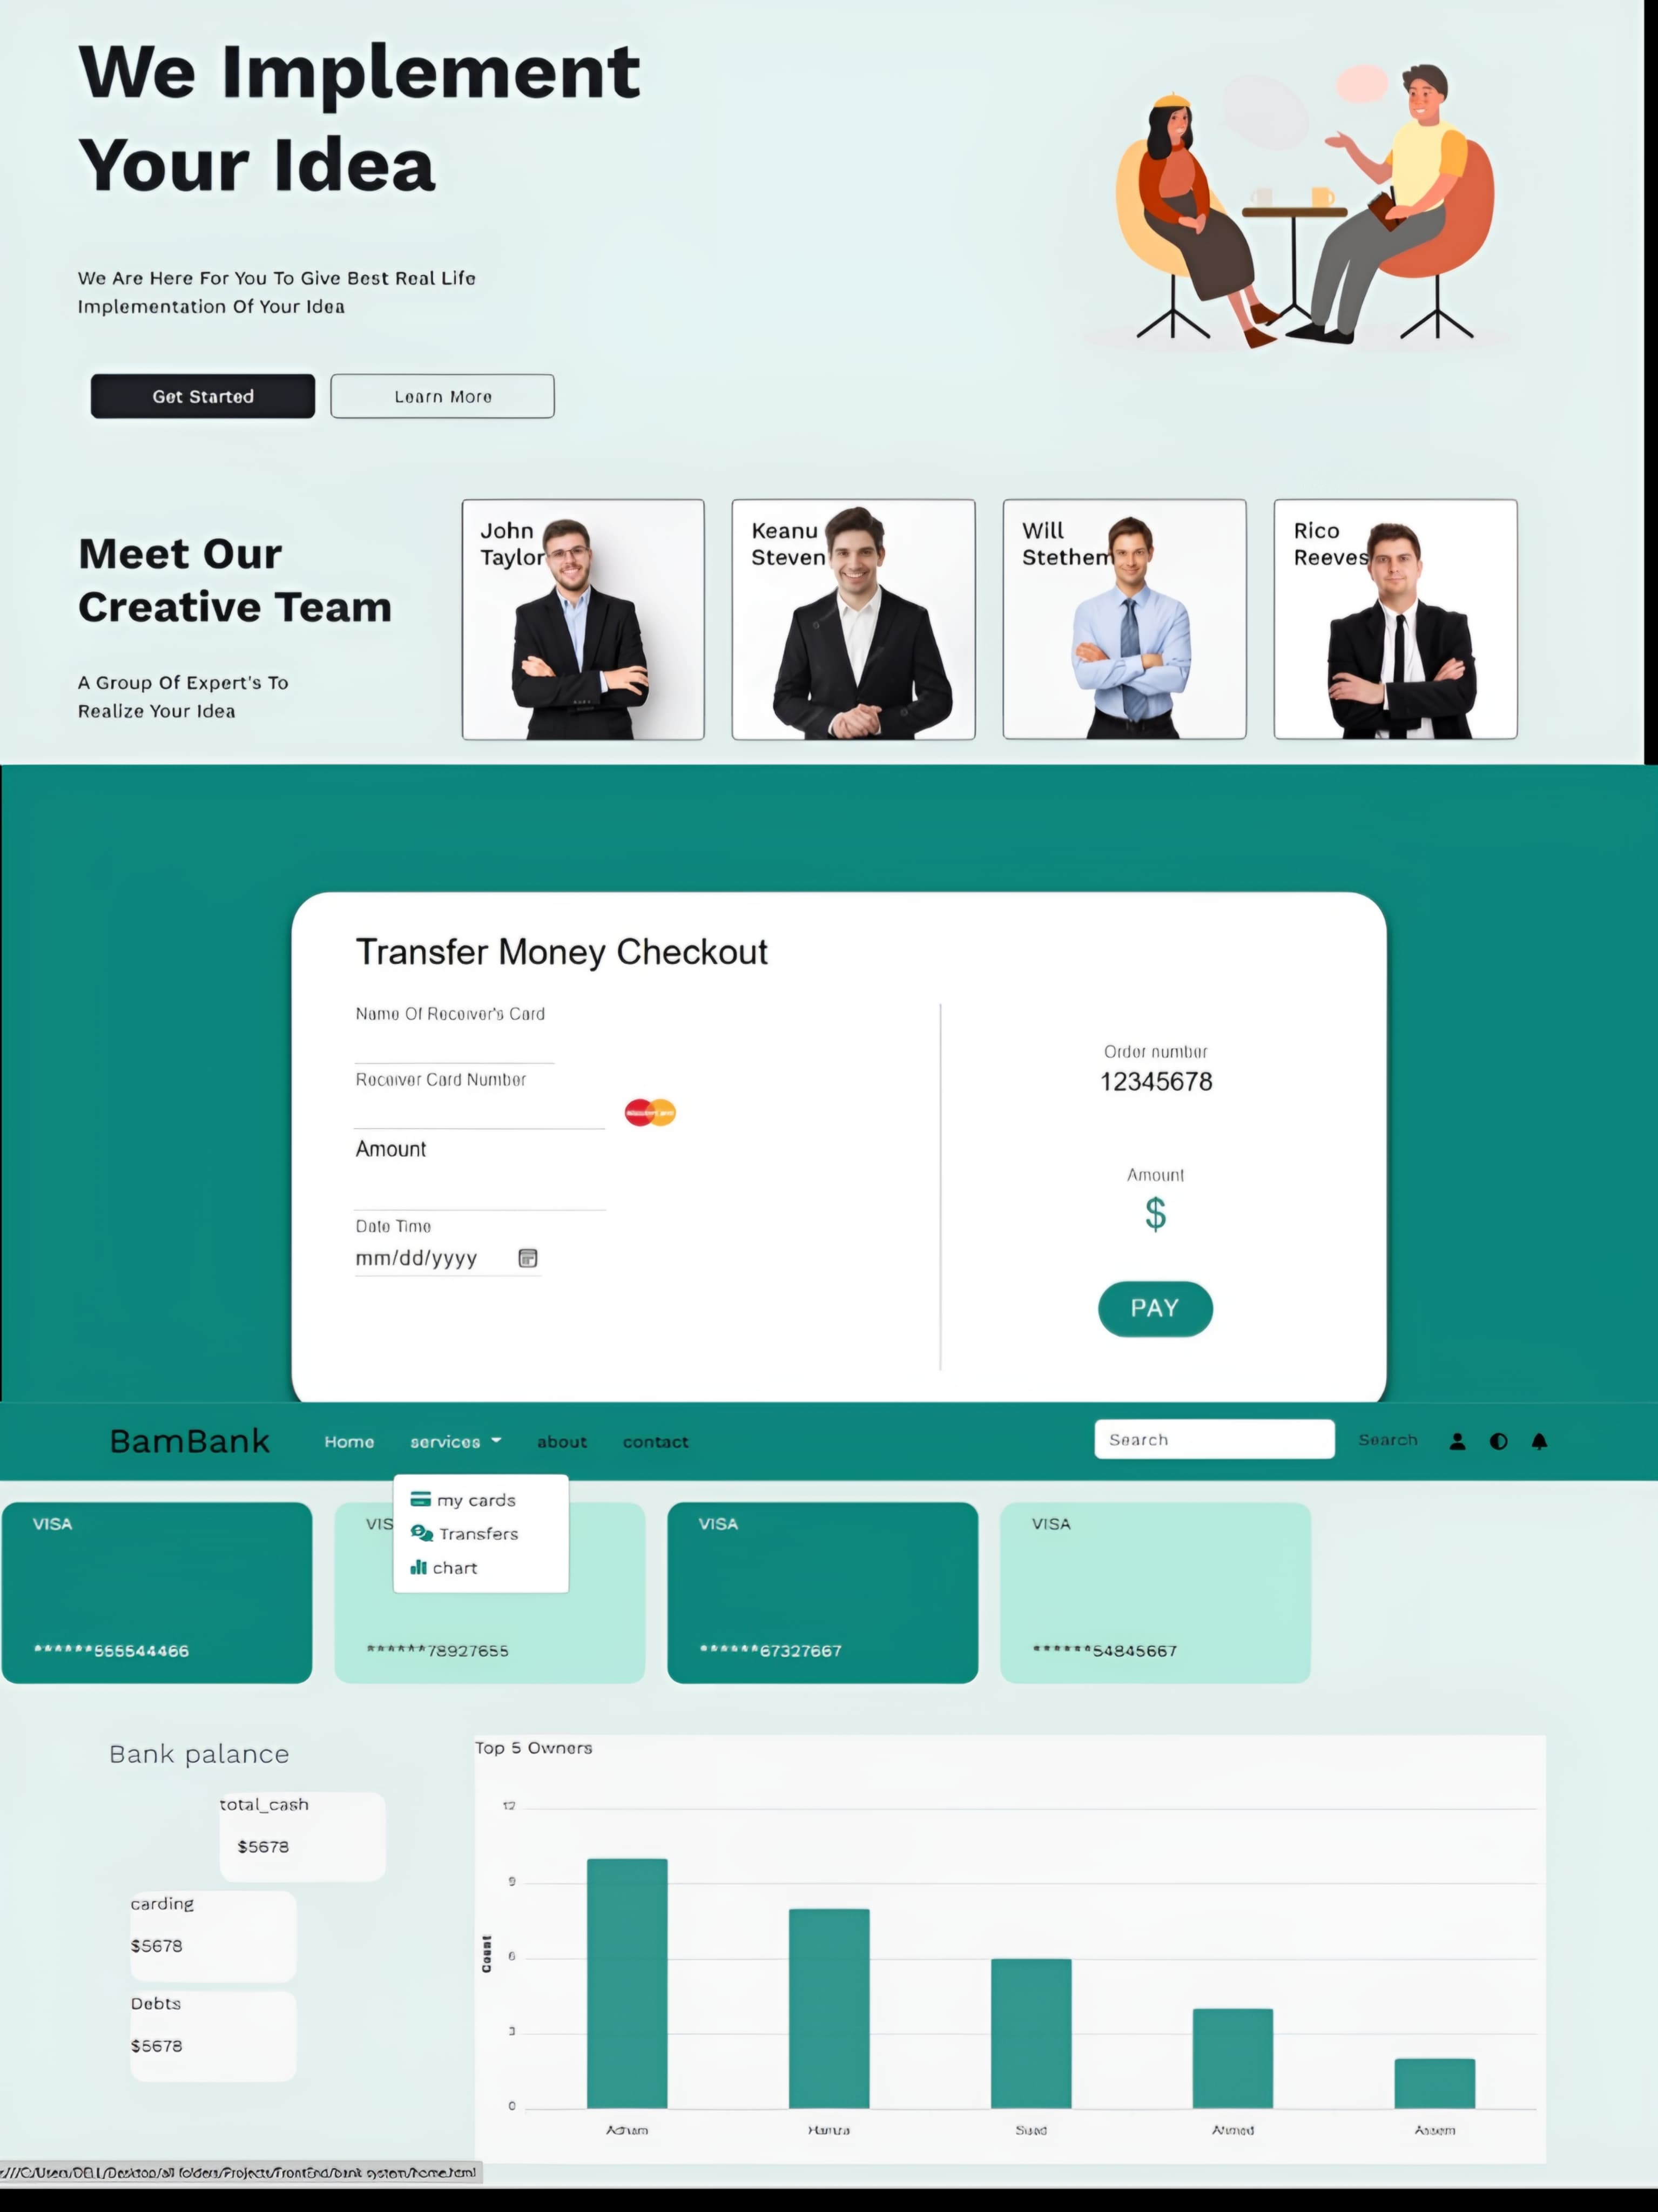 We Implement
Your Idea
We Are Here For You To Give Best Real Life
Implementation Of Your Idea
Get Started
Learn More
Meet Our
Creative Team
A Group Of Expert's To
Realize Your Idea
John
Taylor
Keanu
Steven
Will
Stethem
Rico
Reeves
Transfer Money Checkout
Name Of Receiver's Card
Receiver Card Number
Amount
Date Time
mm/dd/yyyy
Order number
12345678
Amount
$
PAY
BamBank
Home
services
about
contact
Search
Search
my cards
Transfers
chart
VISA
******555544466
VIS
******78927655
VISA
******67327667
VISA
******54845667
Bank palance
total_cash
$5678
carding
$5678
Debts
$5678
Top 5 Owners
12
9
6
3
0
Count
Adham
Hamza
Ahmed
:///C:/Users/DELL/Desktop/all folders/Projects/FrontEnd/bank system/home.html